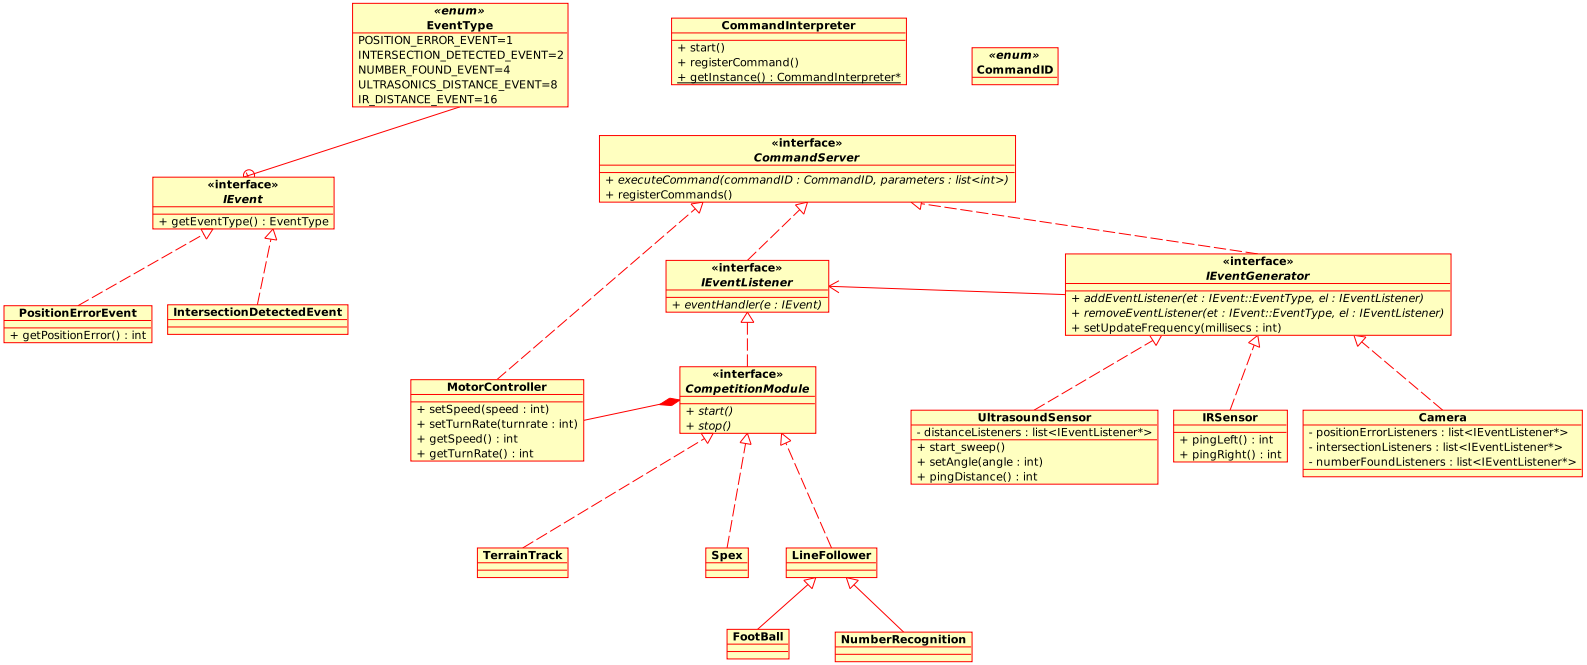 «enum»
EventType
POSITION_ERROR_EVENT=1
INTERSECTION_DETECTED_EVENT=2
NUMBER_FOUND_EVENT=4
ULTRASONICS_DISTANCE_EVENT=8
IR_DISTANCE_EVENT=16
CommandInterpreter
+ start()
+ registerCommand()
+ getInstance() : CommandInterpreter*
«enum»
CommandID
«interface»
CommandServer
+ executeCommand(commandID : CommandID, parameters : list<int>)
+ registerCommands()
«interface»
IEvent
+ getEventType() : EventType
PositionErrorEvent
+ getPositionError() : int
IntersectionDetectedEvent
«interface»
IEventListener
+ eventHandler(e : IEvent)
«interface»
IEventGenerator
+ addEventListener(et : IEvent::EventType, el : IEventListener)
+ removeEventListener(et : IEvent::EventType, el : IEventListener)
+ setUpdateFrequency(millisecs : int)
MotorController
+ setSpeed(speed : int)
+ setTurnRate(turnrate : int)
+ getSpeed() : int
+ getTurnRate() : int
«interface»
CompetitionModule
+ start()
+ stop()
UltrasoundSensor
- distanceListeners : list<IEventListener*>
+ start_sweep()
+ setAngle(angle : int)
+ pingDistance() : int
IRSensor
+ pingLeft() : int
+ pingRight() : int
Camera
- positionErrorListeners : list<IEventListener*>
- intersectionListeners : list<IEventListener*>
- numberFoundListeners : list<IEventListener*>
TerrainTrack
Spex
LineFollower
FootBall
NumberRecognition